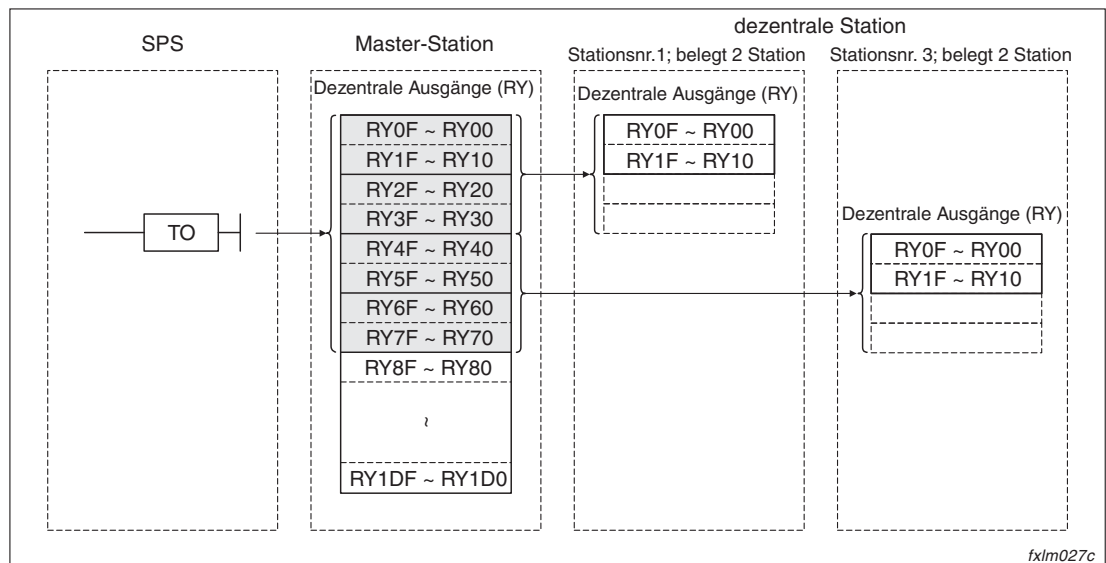 dezentrale Station
SPS
Master-Station
Stationsnr.1; belegt 2 Station
Stationsnr. 3; belegt 2 Station
Dezentrale Ausgänge (RY)
RY0F ~ RY00
RY1F ~ RY10
RY2F ~ RY20
RY3F ~ RY30
RY4F ~ RY40
RY5F ~ RY50
RY6F ~ RY60
RY7F ~ RY70
RY8F ~ RY80
~
RY1DF ~ RY1D0
TO
Dezentrale Ausgänge (RY)
RY0F ~ RY00
RY1F ~ RY10
Dezentrale Ausgänge (RY)
RY0F ~ RY00
RY1F ~ RY10
fxlm027c